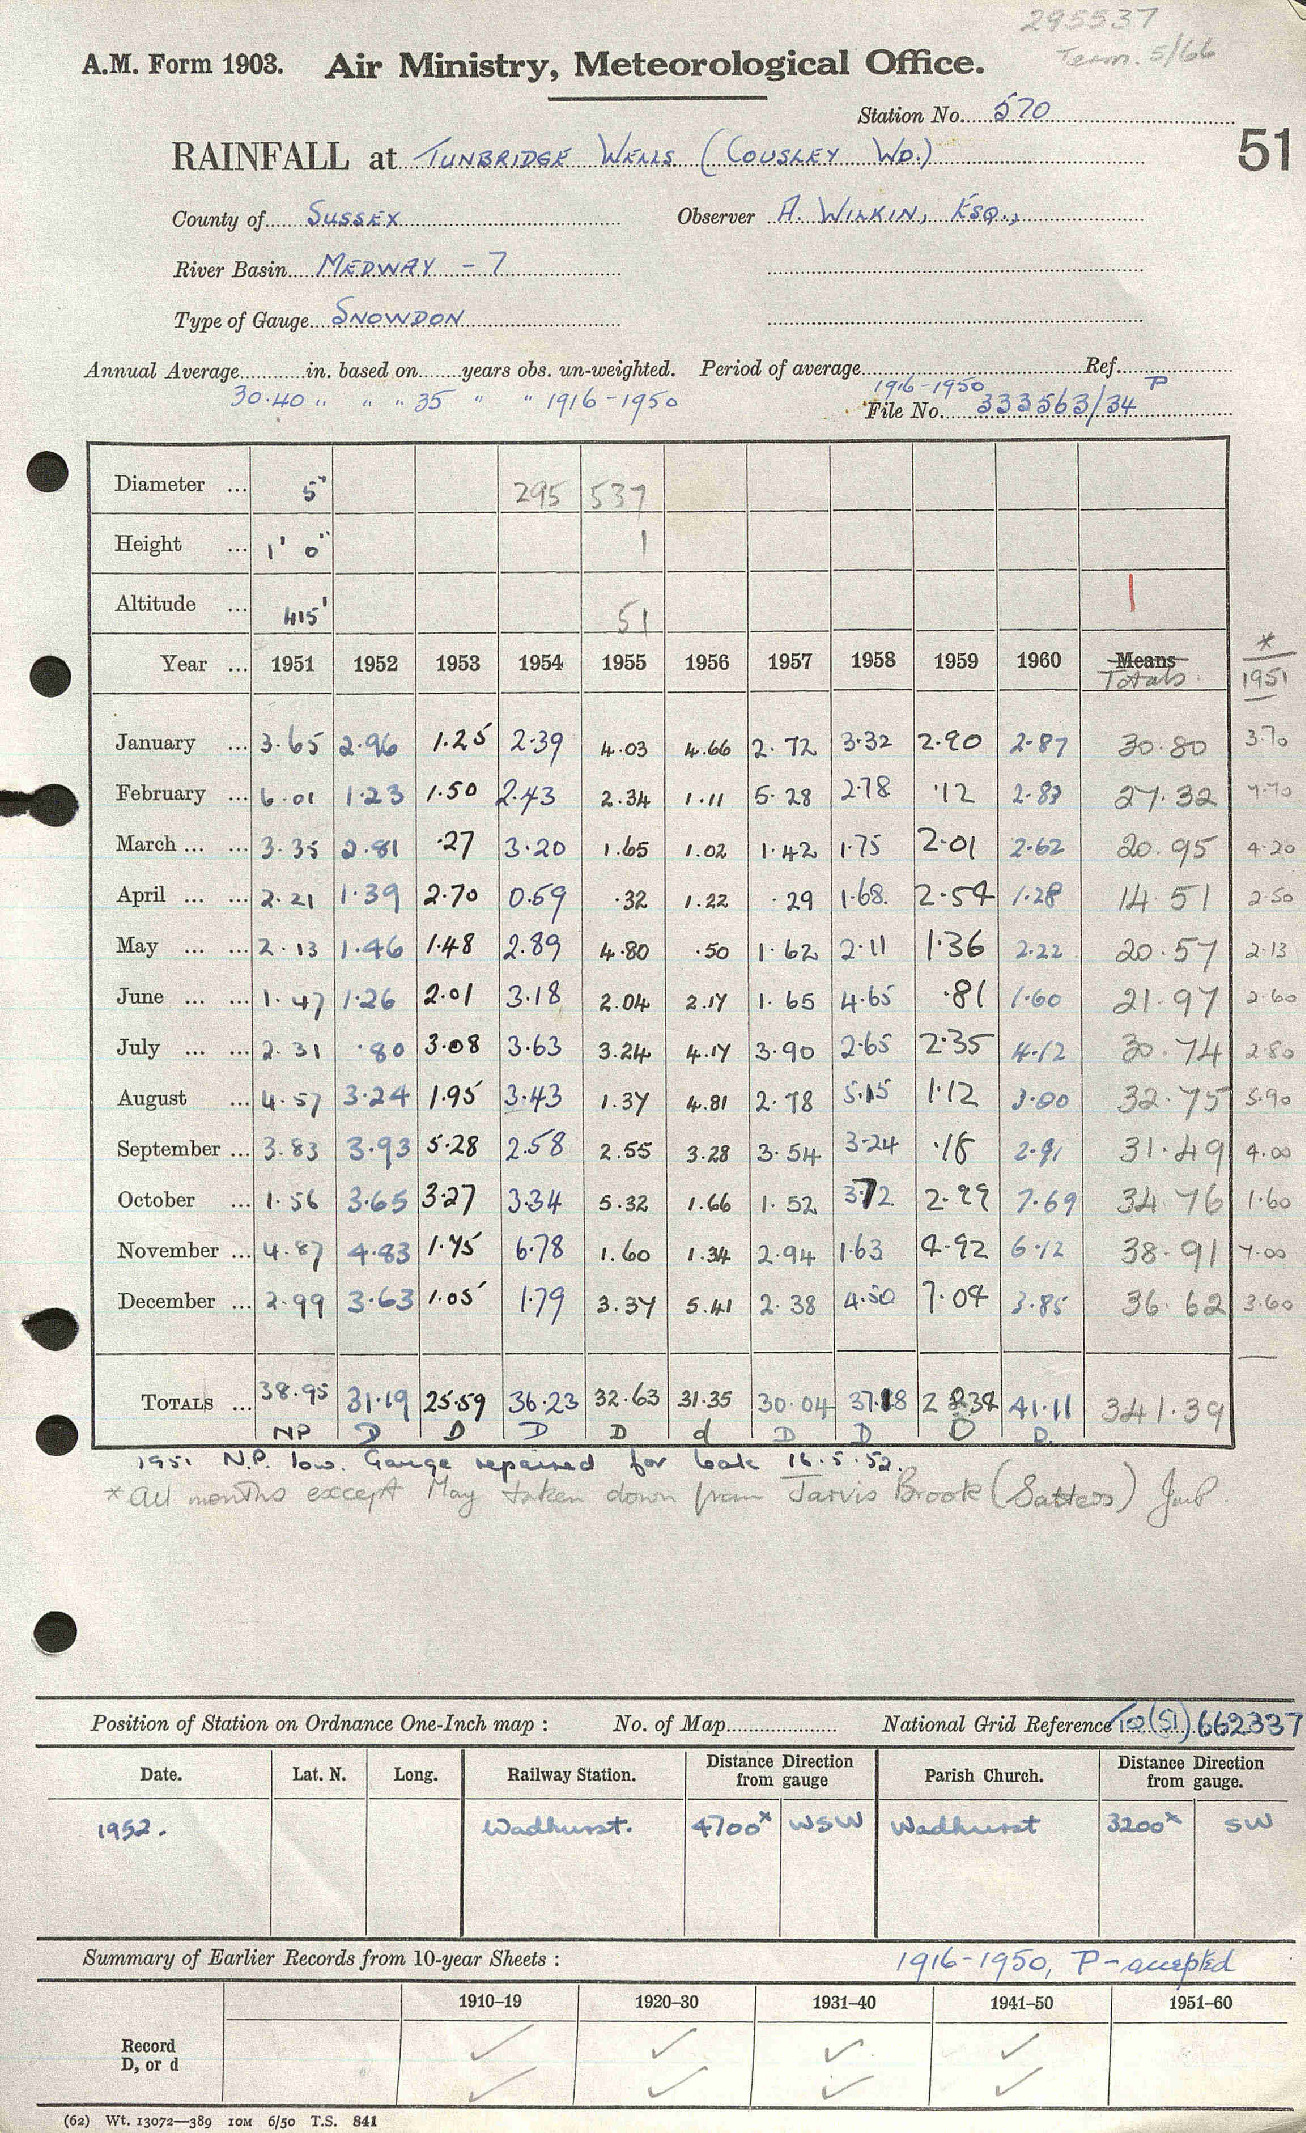 295537
Term. 5/66
A.M. Form 1903. Air Ministry, Meteorological Office.
Station No. 570
51
RAINFALL at TUNBRIDGE WELLS (COUSLEY WD.)
County of SUSSEX Observer A. WILKIN, ESQ.,
River Basin MEDWAY - 7
Type of Gauge SNOWDON
Annual Average in. based on years obs. un-weighted. Period of average Ref.
30.40 " " " 35 " " 1916-1950 1916-1950 P
File No. 333563/34
Diameter ... 5" 295 537
Height ... 1' 0" 1
Altitude ... 415' 51 1
Year ... 1951 1952 1953 1954 1955 1956 1957 1958 1959 1960 Means Totals * 1951
January ... 3.65 2.96 1.25 2.39 4.03 4.66 2.72 3.32 2.90 2.87 30.80 3.70
February ... 6.01 1.23 1.50 2.43 2.34 1.11 5.28 2.78 .12 2.83 27.32 7.70
March ... ... 3.35 2.81 .27 3.20 1.65 1.02 1.42 1.75 2.01 2.62 20.95 4.20
April ... ... 2.21 1.39 2.70 0.59 .32 1.22 .29 1.68 2.54 1.28 14.51 2.50
May ... ... 2.13 1.46 1.48 2.89 4.80 .50 1.62 2.11 1.36 2.22 20.57 2.13
June ... ... 1.47 1.26 2.01 3.18 2.04 2.17 1.65 4.65 .81 1.60 21.97 2.60
July ... ... 2.31 .80 3.08 3.63 3.24 4.17 3.90 2.65 2.35 4.12 30.74 2.80
August ... 4.57 3.24 1.95 3.43 1.37 4.81 2.78 5.15 1.12 3.00 32.75 5.90
September ... 3.83 3.93 5.28 2.58 2.55 3.28 3.54 3.24 .18 2.91 31.49 4.00
October ... 1.56 3.65 3.27 3.34 5.32 1.66 1.52 3.72 2.99 7.69 34.76 1.60
November ... 4.87 4.83 1.75 6.78 1.60 1.34 2.94 1.63 4.92 6.12 38.91 7.00
December ... 2.99 3.63 1.05 1.79 3.37 5.41 2.38 4.50 7.04 3.85 36.62 3.60
TOTALS ... 38.95 31.19 25.59 36.23 32.63 31.35 30.04 37.18 28.34 41.11 341.39
NP D D D D d D D D D
1951 N.P. low. Gauge repaired for leak 16.5.52.
* All months except May taken down from Jarvis Brook (Satters)
Position of Station on Ordnance One-Inch map : No. of Map National Grid Reference TQ(51) 662337
Date. Lat. N. Long. Railway Station. Distance from gauge Direction Parish Church. Distance from gauge. Direction
1952. Wadhurst. 4700x WSW Wadhurst 3200x SW
Summary of Earlier Records from 10-year Sheets : 1916-1950, P-accepted
1910–19 1920–30 1931–40 1941–50 1951–60
Record
D, or d
(62) Wt. 13072—389 10M 6/50 T.S. 841